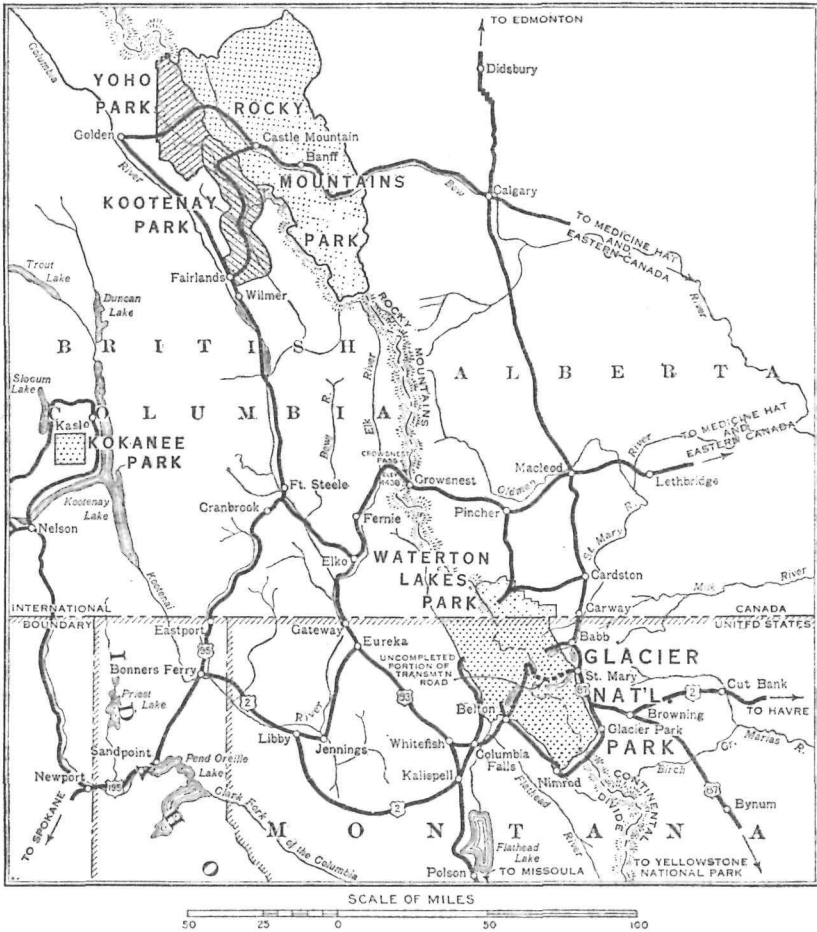 TO EDMONTON
Didsbury
Columbia
YOHO
PARK
ROCKY
Golden
Castle Mountain
Banff
River
MOUNTAINS
Bow
Calgary
KOOTENAY
PARK
PARK
TO MEDICINE HAT
AND
EASTERN CANADA
Fairlands
Wilmer
Trout
Lake
Duncan
Lake
River
ROCKY
MOUNTAINS
BRITISH
ALBERTA
River
Elk
Slocum
Lake
COLUMBIA
R.
Kaslo
KOKANEE
PARK
CROWSNEST
PASS
TO MEDICINE HAT
AND
EASTERN CANADA
River
Macleod
Oldman
Lethbridge
Ft. Steele
Crowsnest
Cranbrook
Pincher
Kootenay
Lake
Fernie
Nelson
St. Mary
R.
Elko
WATERTON
LAKES
PARK
Kootenai
Cardston
Milk
River
Carway
INTERNATIONAL
BOUNDARY
CANADA
UNITED STATES
Eastport
Gateway
Babb
95
Eureka
UNCOMPLETED
PORTION OF
TRANSMTN
ROAD
GLACIER
St. Mary
NAT'L.
PARK
Bonners Ferry
2
93
87
2
Cut Bank
TO HAVRE
Priest
Lake
River
Belton
Browning
Libby
Jennings
Whitefish
Columbia
Falls
Glacier Park
Marias
R.
Sandpoint
Pend Oreille
Lake
Kalispell
Nimrod
Birch
Cr.
CONTINENTAL
DIVIDE
Newport
195
2
Flathead
River
87
Bynum
TO SPOKANE
Clark Fork
of the Columbia
IDAHO
MONTANA
Flathead
Lake
Polson
TO MISSOULA
TO YELLOWSTONE
NATIONAL PARK
SCALE OF MILES
50 25 0 50 100